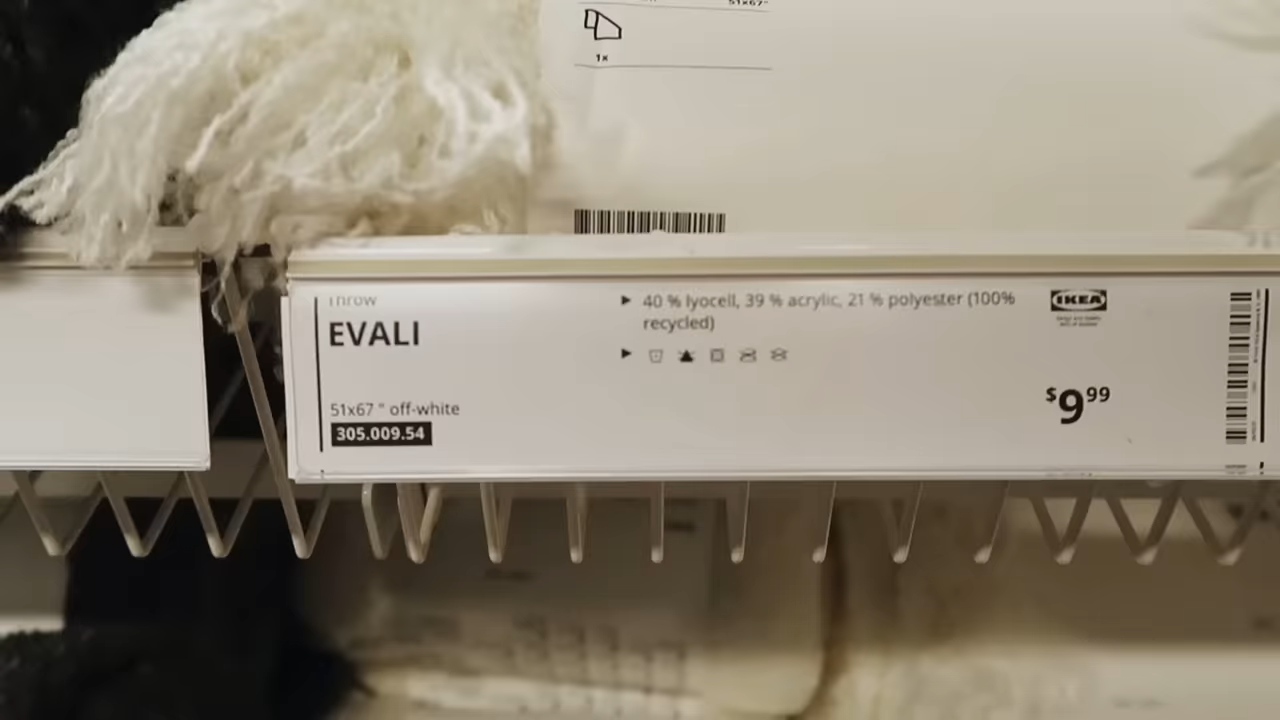 51x67"
1x
Throw
EVALI
51x67 " off-white
305.009.54
40 % lyocell, 39 % acrylic, 21 % polyester (100%
recycled)
IKEA
$9.99